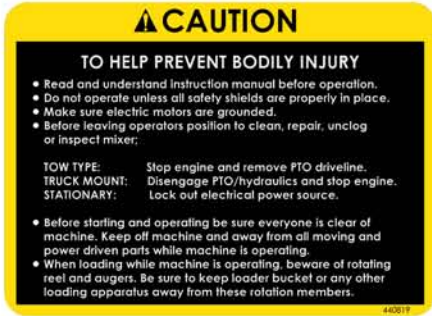 CAUTION
TO HELP PREVENT BODILY INJURY
• Read and understand instruction manual before operation.
• Do not operate unless all safety shields are properly in place.
• Make sure electric motors are grounded.
• Before leaving operators position to clean, repair, unclog
or inspect mixer;
TOW TYPE: Stop engine and remove PTO driveline.
TRUCK MOUNT: Disengage PTO/hydraulics and stop engine.
STATIONARY: Lock out electrical power source.
• Before starting and operating be sure everyone is clear of
machine. Keep off machine and away from all moving and
power driven parts while machine is operating.
• When loading while machine is operating, beware of rotating
reel and augers. Be sure to keep loader bucket or any other
loading apparatus away from these rotation members.
440819